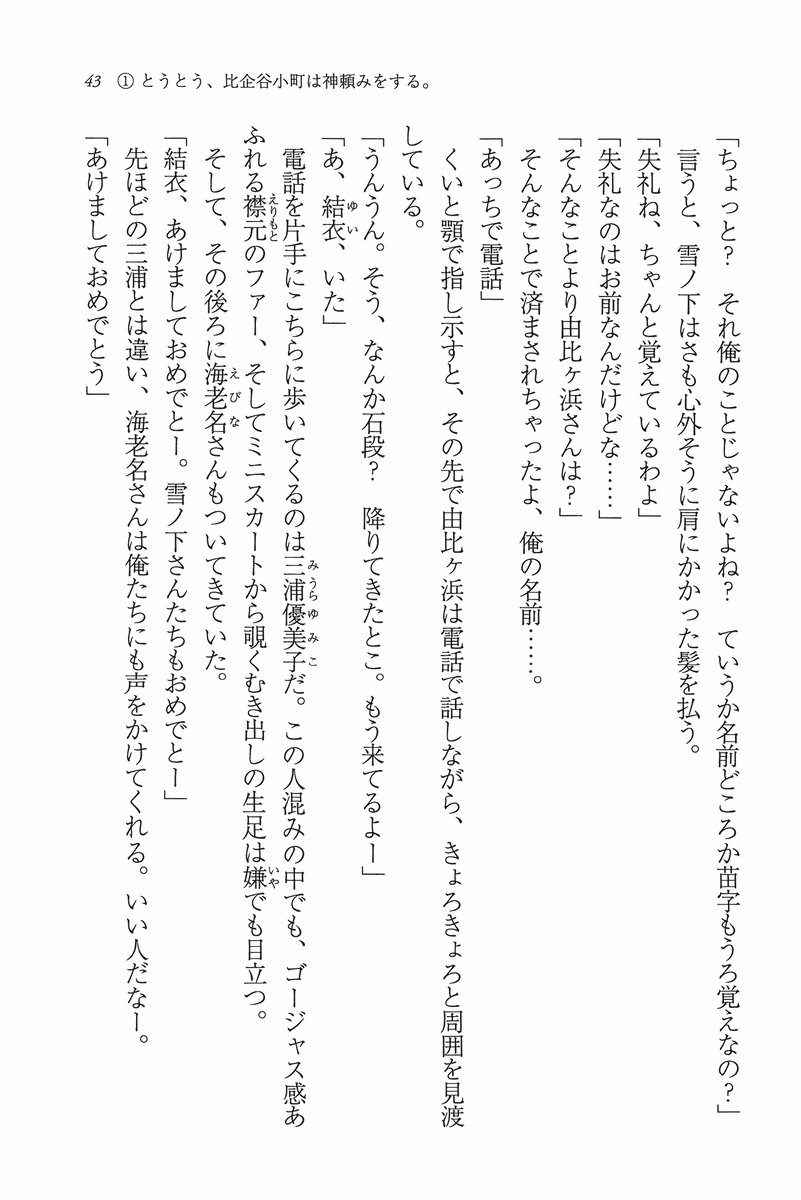 43　① とうとう、比企谷小町は神頼みをする。
「ちょっと？　それ俺のことじゃないよね？　ていうか名前どころか苗字もうろ覚えなの？」
　言うと、雪ノ下はさも心外そうに肩にかかった髪を払う。
「失礼ね、ちゃんと覚えているわよ」
「失礼なのはお前なんだけどな……」
「そんなことより由比ヶ浜さんは？」
　そんなことで済まされちゃったよ、俺の名前……。
「あっちで電話」
　くいと顎で指し示すと、その先で由比ヶ浜は電話で話しながら、きょろきょろと周囲を見渡
している。
「うんうん。そう、なんか石段？　降りてきたとこ。もう来てるよー」
「あ、結衣、いた」
　電話を片手にこちらに歩いてくるのは三浦優美子だ。この人混みの中でも、ゴージャス感あ
ふれる襟元のファー、そしてミニスカートから覗くむき出しの生足は嫌でも目立つ。
　そして、その後ろに海老名さんもついてきていた。
「結衣、あけましておめでとー。雪ノ下さんたちもおめでとー」
　先ほどの三浦とは違い、海老名さんは俺たちにも声をかけてくれる。いい人だなー。
「あけましておめでとう」